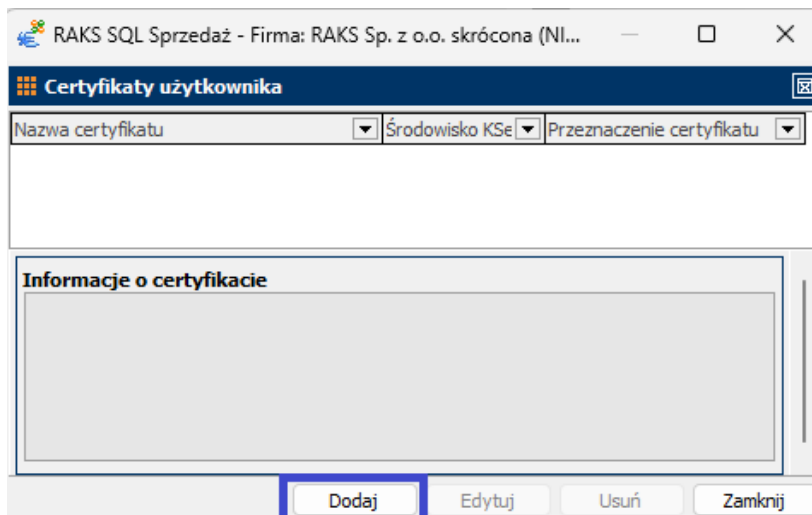 RAKS SQL Sprzedaż - Firma: RAKS Sp. z o.o. skrócona (NI...
Certyfikaty użytkownika
Nazwa certyfikatu Środowisko KSe Przeznaczenie certyfikatu
Informacje o certyfikacie
Dodaj Edytuj Usuń Zamknij